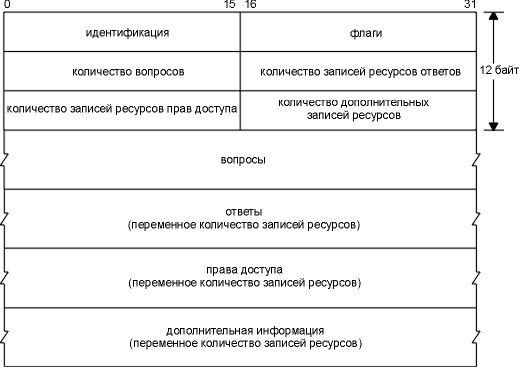 0 15 16 31
идентификация флаги
количество вопросов количество записей ресурсов ответов 12 байт
количество записей ресурсов прав доступа количество дополнительных
записей ресурсов
вопросы
ответы
(переменное количество записей ресурсов)
права доступа
(переменное количество записей ресурсов)
дополнительная информация
(переменное количество записей ресурсов)